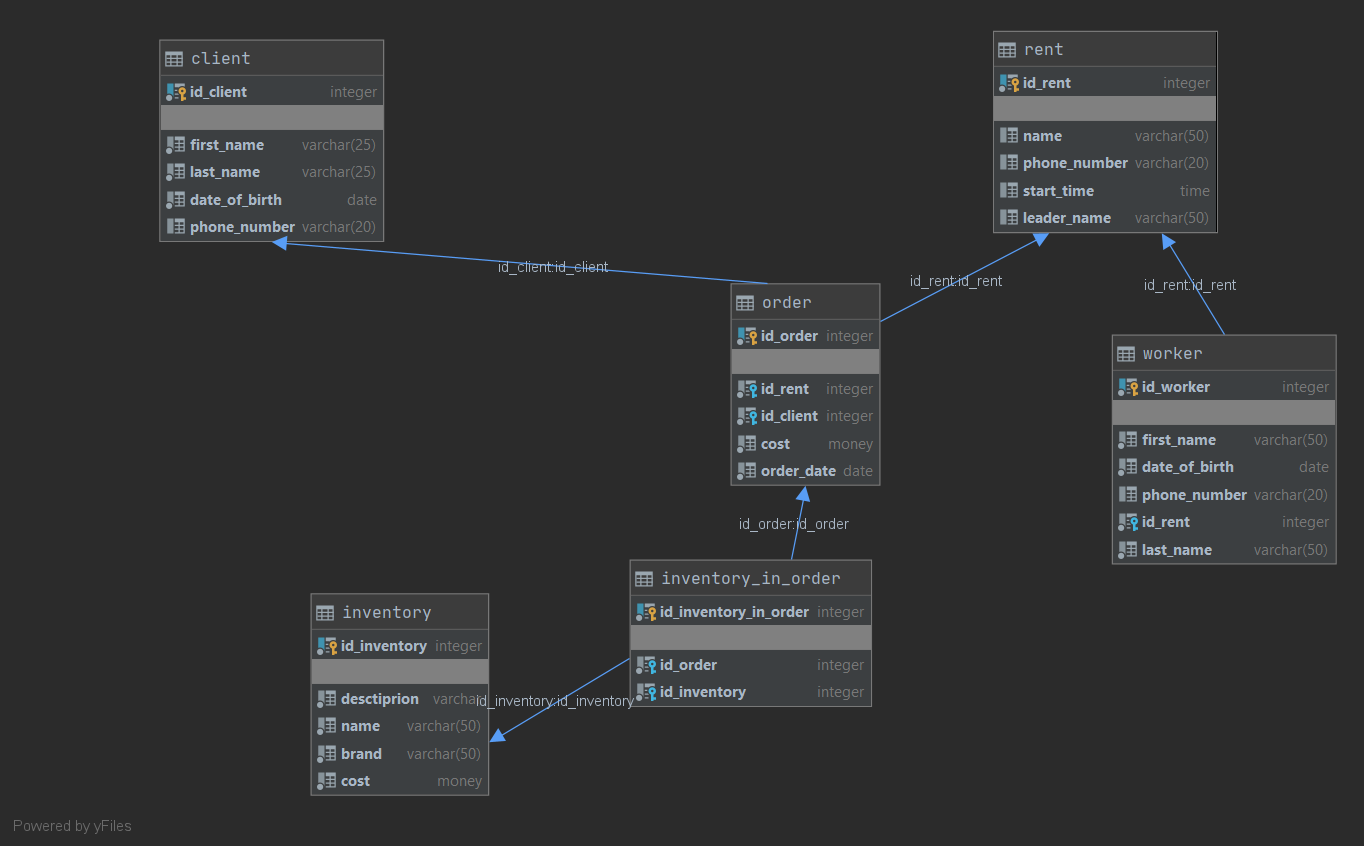 client
id_client integer
first_name varchar(25)
last_name varchar(25)
date_of_birth date
phone_number varchar(20)
rent
id_rent integer
name varchar(50)
phone_number varchar(20)
start_time time
leader_name varchar(50)
id_client:id_client
id_rent:id_rent
id_rent:id_rent
order
id_order integer
id_rent integer
id_client integer
cost money
order_date date
worker
id_worker integer
first_name varchar(50)
date_of_birth date
phone_number varchar(20)
id_rent integer
last_name varchar(50)
id_order:id_order
inventory_in_order
id_inventory_in_order integer
id_order integer
id_inventory integer
inventory
id_inventory integer
desctiprion varchar
name varchar(50)
brand varchar(50)
cost money
id_inventory:id_inventory
Powered by yFiles